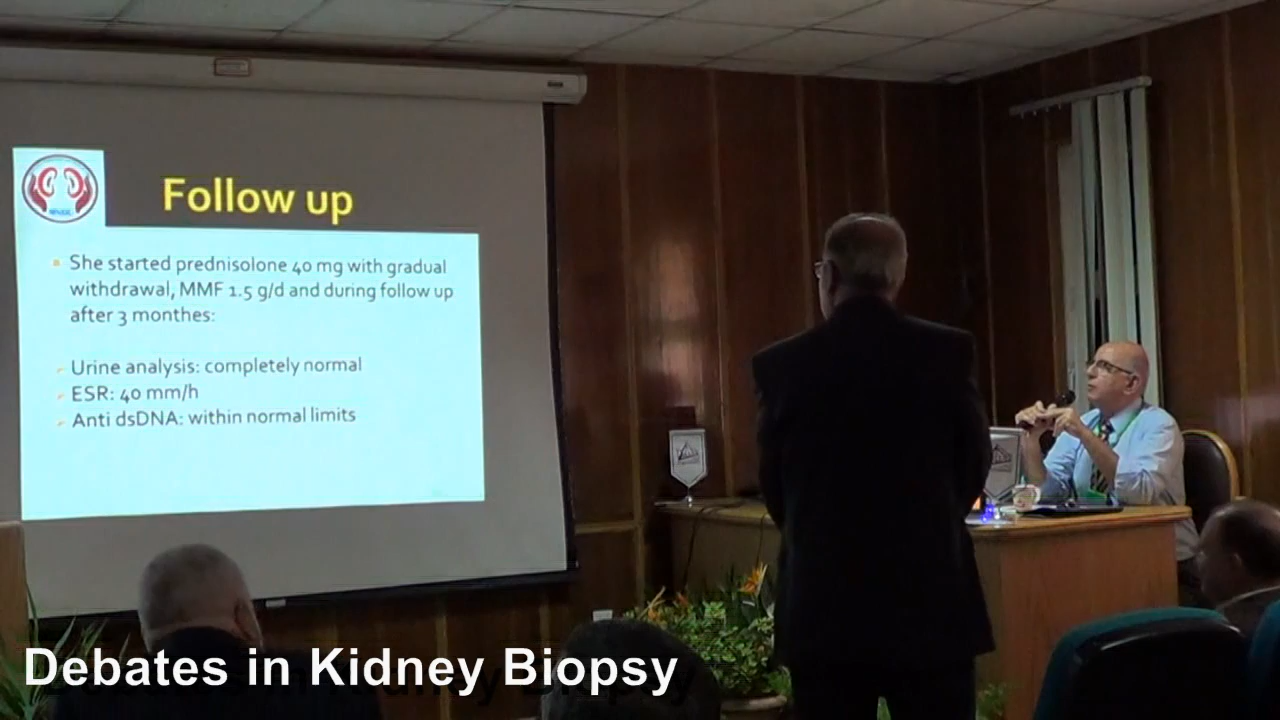 Follow up
She started prednisolone 40 mg with gradual
withdrawal, MMF 1.5 g/d and during follow up
after 3 monthes:
Urine analysis: completely normal
ESR: 40 mm/h
Anti dsDNA: within normal limits
Debates in Kidney Biopsy